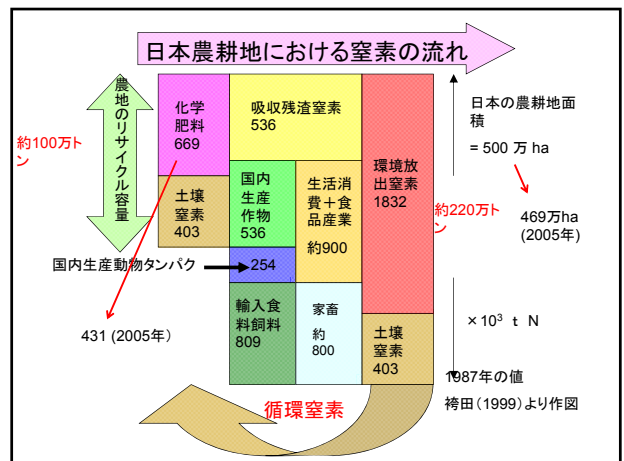 日本農耕地における窒素の流れ
農地のリサイクル容量
約100万ト
ン
化学
肥料
669
土壌
窒素
403
吸収残渣窒素
536
国内
生産
作物
536
生活消
費＋食
品産業
約900
環境放
出窒素
1832
日本の農耕地面
積
= 500 万 ha
約220万ト
ン
469万ha
(2005年)
国内生産動物タンパク
254
輸入食
料飼料
809
家畜
約
800
土壌
窒素
403
431 (2005年)
×10³ t N
循環窒素
1987年の値
袴田（1999）より作図